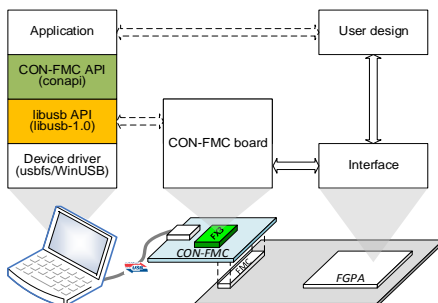 Application
User design
CON-FMC API
(conapi)
libusb API
(libusb-1.0)
CON-FMC board
Device driver
(usbfs/WinUSB)
Interface
FX3
USB
CON-FMC
FMC
FGPA